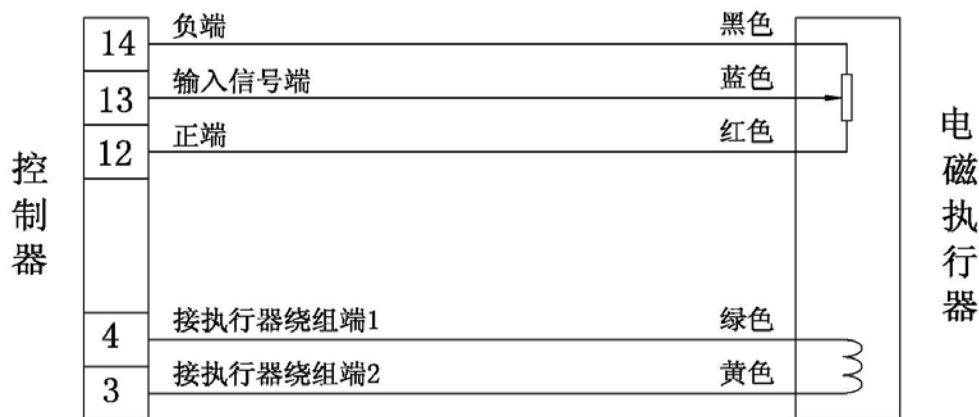 14 负端 黑色
13 输入信号端 蓝色
12 正端 红色
控制器
电磁执行器
4 接执行器绕组端1 绿色
3 接执行器绕组端2 黄色